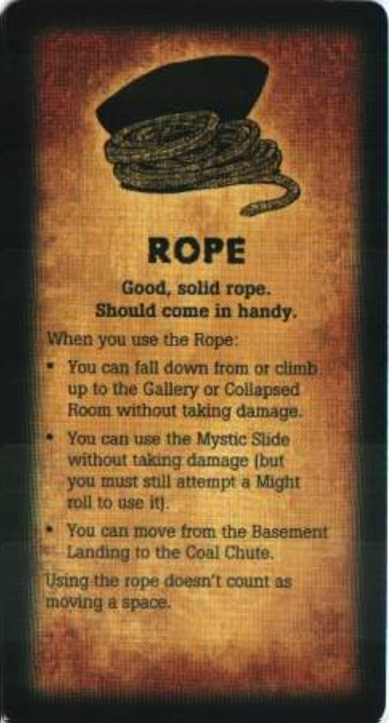 ROPE
Good, solid rope.
Should come in handy.
When you use the Rope:
• You can fall down from or climb
up to the Gallery or Collapsed
Room without taking damage.
• You can use the Mystic Slide
without taking damage (but
you must still attempt a Might
roll to use it).
• You can move from the Basement
Landing to the Coal Chute.
Using the rope doesn't count as
moving a space.